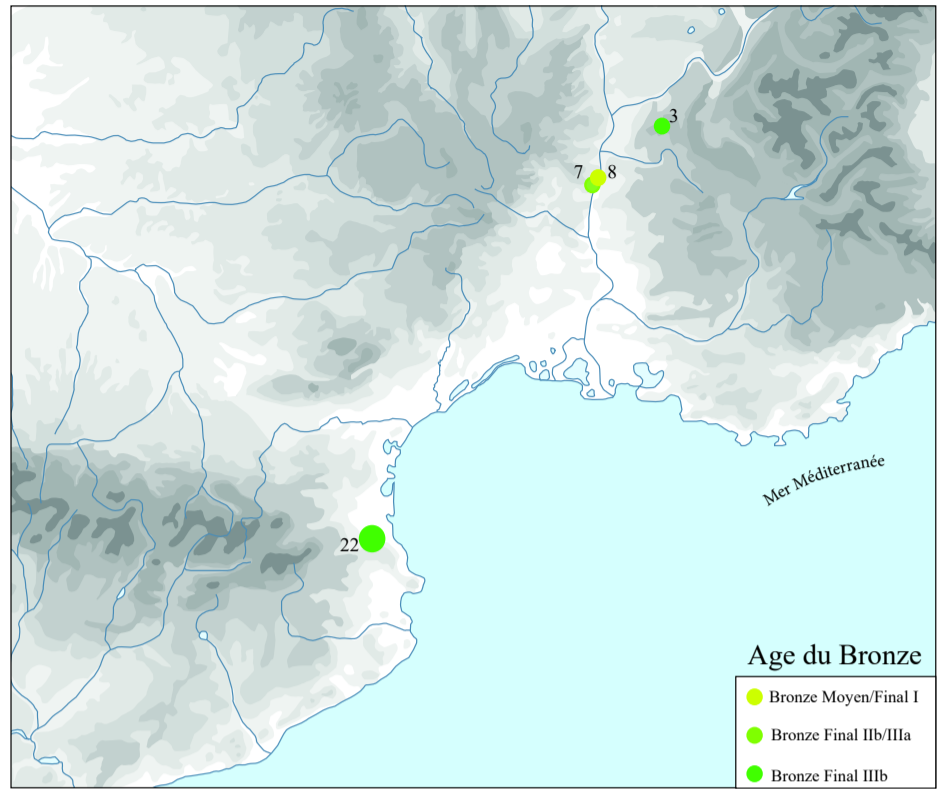 3
7
8
Mer Méditerranée
22
Age du Bronze
Bronze Moyen/Final I
Bronze Final IIb/IIIa
Bronze Final IIIb